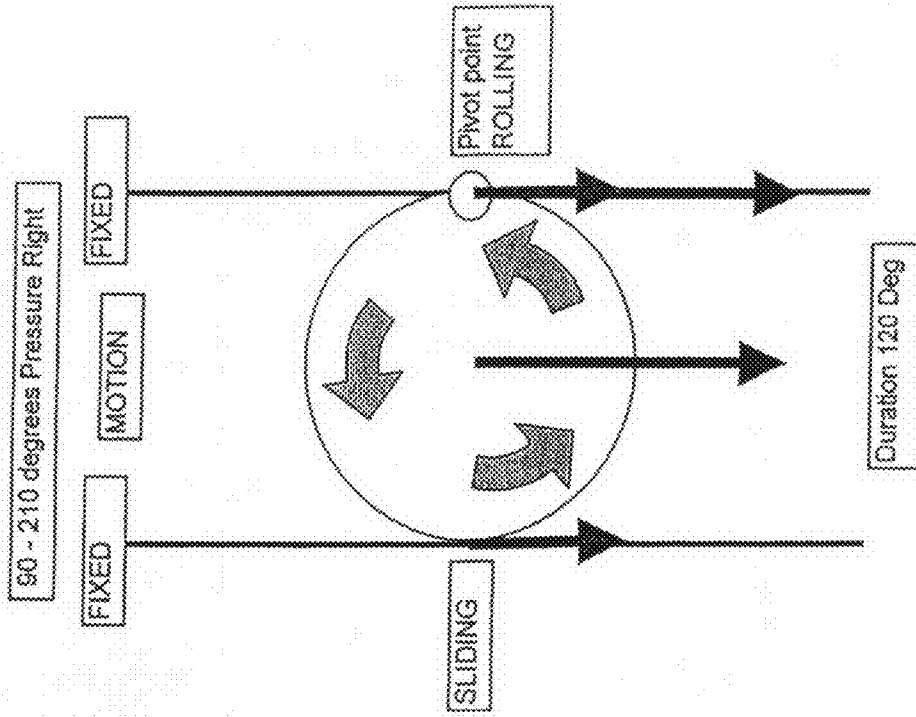 90 - 210 degrees Pressure Right
FIXED
MOTION
FIXED
SLIDING
Pivot point
ROLLING
Duration 120 Deg